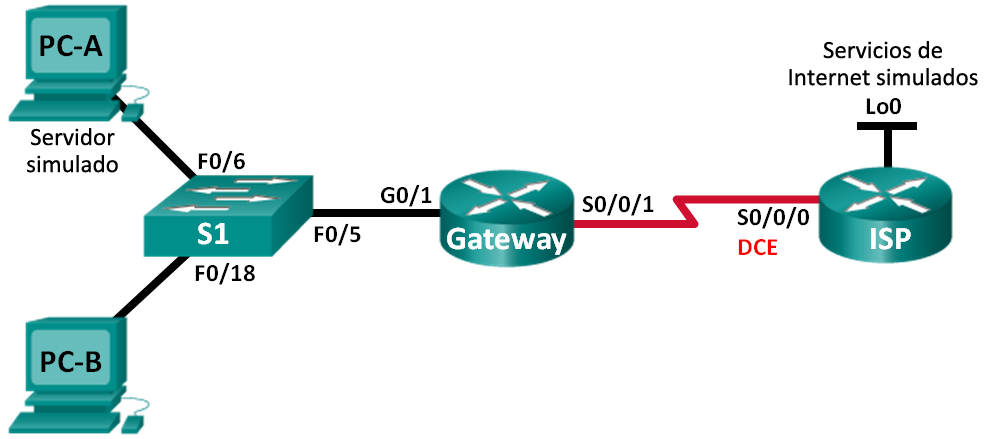 PC-A
Servidor
simulado
F0/6
S1
F0/5
F0/18
PC-B
G0/1
Gateway
S0/0/1
S0/0/0
DCE
ISP
Servicios de
Internet simulados
Lo0